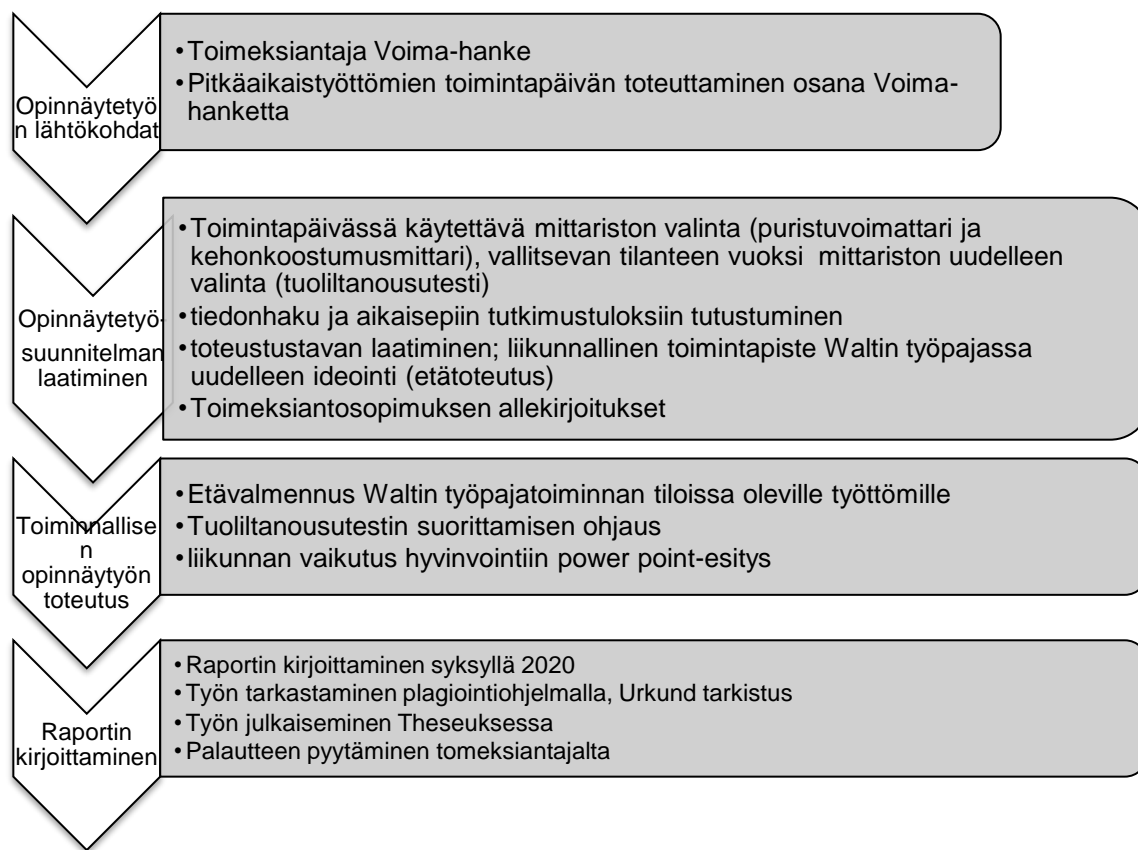 Opinnäytetyö
n lähtökohdat
•Toimeksiantaja Voima-hanke
•Pitkäaikaistyöttömien toimintapäivän toteuttaminen osana Voima-
hanketta
Opinnäytetyö-
suunnitelman
laatiminen
•Toimintapäivässä käytettävä mittariston valinta (puristuvoimattari ja
kehonkoostumusmittari), vallitsevan tilanteen vuoksi mittariston uudelleen
valinta (tuoliltanousutesti)
•tiedonhaku ja aikaisepiin tutkimustuloksiin tutustuminen
•toteustustavan laatiminen; liikunnallinen toimintapiste Waltin työpajassa
uudelleen ideointi (etätoteutus)
•Toimeksiantosopimuksen allekirjoitukset
Toiminnallise
n
opinnäytyön
toteutus
•Etävalmennus Waltin työpajatoiminnan tiloissa oleville työttömille
•Tuoliltanousutestin suorittamisen ohjaus
•liikunnan vaikutus hyvinvointiin power point-esitys
Raportin
kirjoittaminen
•Raportin kirjoittaminen syksyllä 2020
•Työn tarkastaminen plagiointiohjelmalla, Urkund tarkistus
•Työn julkaiseminen Theseuksessa
•Palautteen pyytäminen tomeksiantajalta